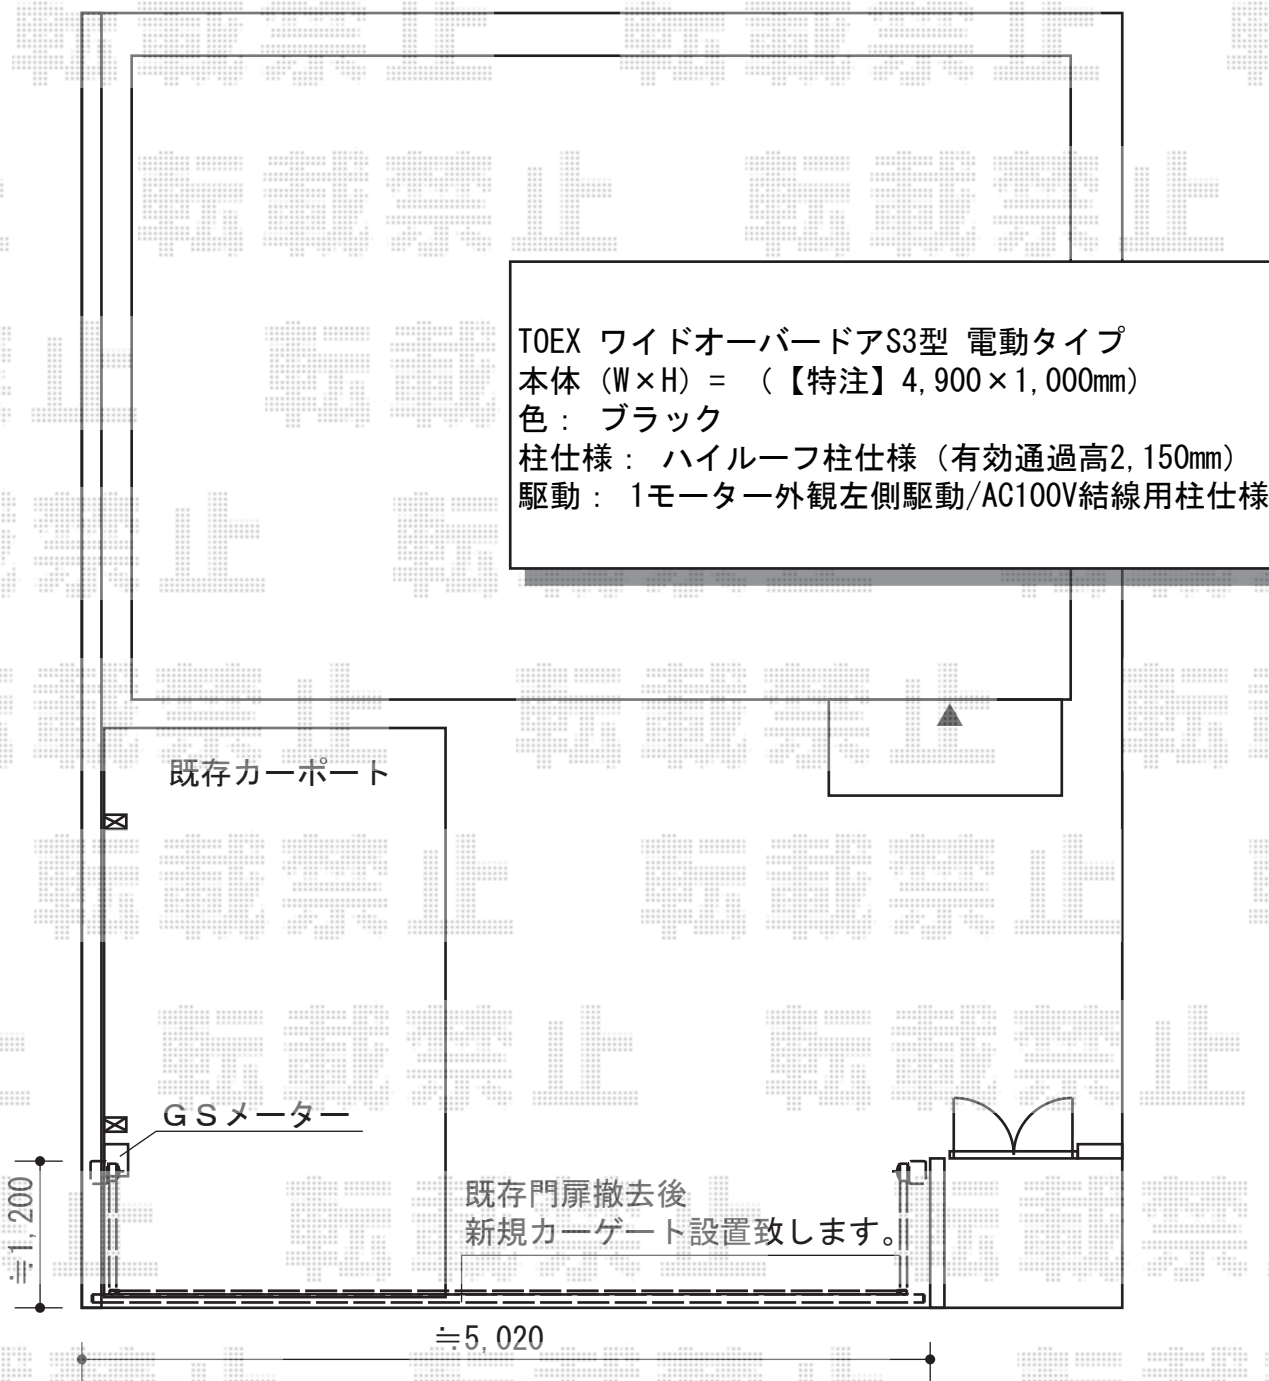 TOEX ワイドオーバードアS3型 電動タイプ
本体（W×H）= （【特注】4,900×1,000mm）
色： ブラック
柱仕様： ハイルーフ柱仕様（有効通過高2,150mm）
駆動： 1モーター外観左側駆動/AC100V結線用柱仕様
既存カーポート
GSメーター
既存門扉撤去後
新規カーゲート設置致します。
≒1,200
≒5,020
転載禁止